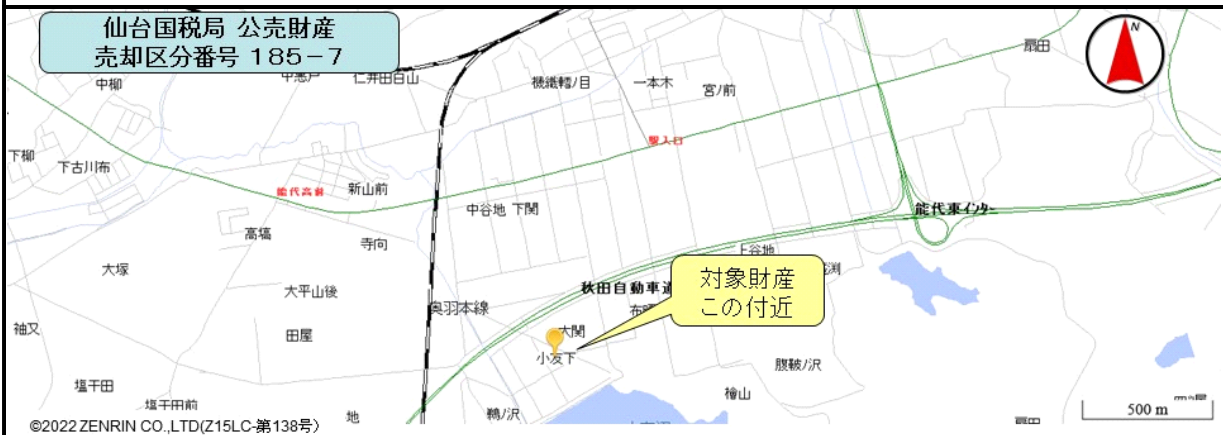 仙台国税局 公売財産
売却区分番号 185-7
N
扇田
中柳
仁井田白山
機織轌ノ目
一本木
宮ノ前
下柳
下古川布
能代高前
新山前
中谷地 下関
能代東インター
高塙
寺向
大塚
上谷地
大平山後
秋田自動車道
対象財産
この付近
奥羽本線
袖又
田屋
大関
小友下
腹鞁ノ沢
塩干田
檜山
塩干田前
地
鵜ノ沢
扇田
500 m
©2022 ZENRIN CO.,LTD(Z15LC-第138号)